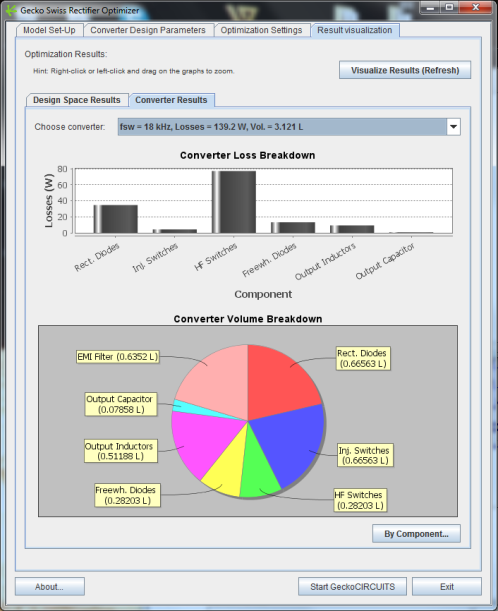 Gecko Swiss Rectifier Optimizer
Model Set-Up
Converter Design Parameters
Optimization Settings
Result visualization
Optimization Results:
Hint: Right-click or left-click and drag on the graphs to zoom.
Visualize Results (Refresh)
Design Space Results
Converter Results
Choose converter:
fsw = 18 kHz, Losses = 139.2 W, Vol. = 3.121 L
Converter Loss Breakdown
Losses (W)
80
60
40
20
0
Rect. Diodes
Inj. Switches
HF Switches
Freewh. Diodes
Output Inductors
Output Capacitor
Component
Converter Volume Breakdown
EMI Filter (0.6352 L)
Rect. Diodes
(0.66563 L)
Output Capacitor
(0.07858 L)
Output Inductors
(0.51188 L)
Inj. Switches
(0.66563 L)
Freewh. Diodes
(0.28203 L)
HF Switches
(0.28203 L)
By Component...
About...
Start GeckoCIRCUITS
Exit